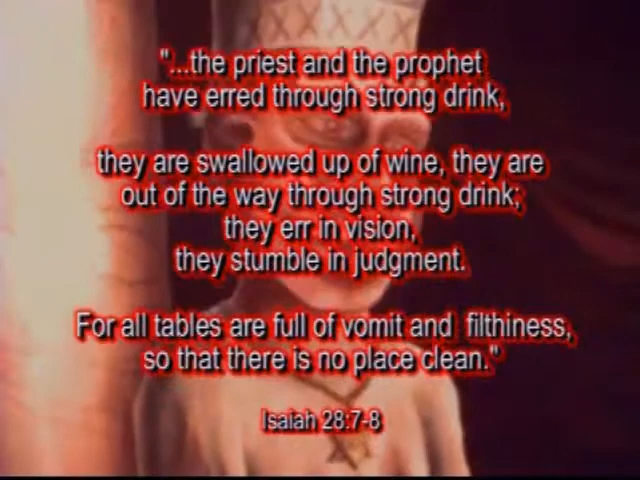 "...the priest and the prophet
have erred through strong drink,
they are swallowed up of wine, they are
out of the way through strong drink;
they err in vision,
they stumble in judgment.
For all tables are full of vomit and filthiness,
so that there is no place clean."
Isaiah 28:7-8